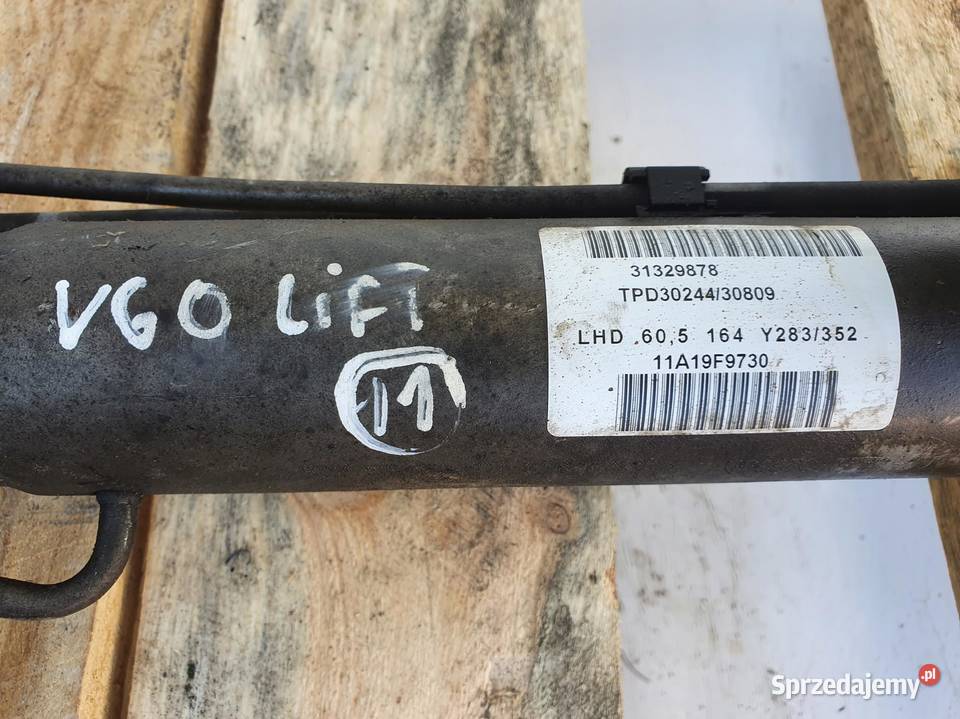 V60 LiFT
11
31329878
TPD30244/30809
LHD 60,5 164 Y283/352
11A19F9730
Sprzedajemy.pl